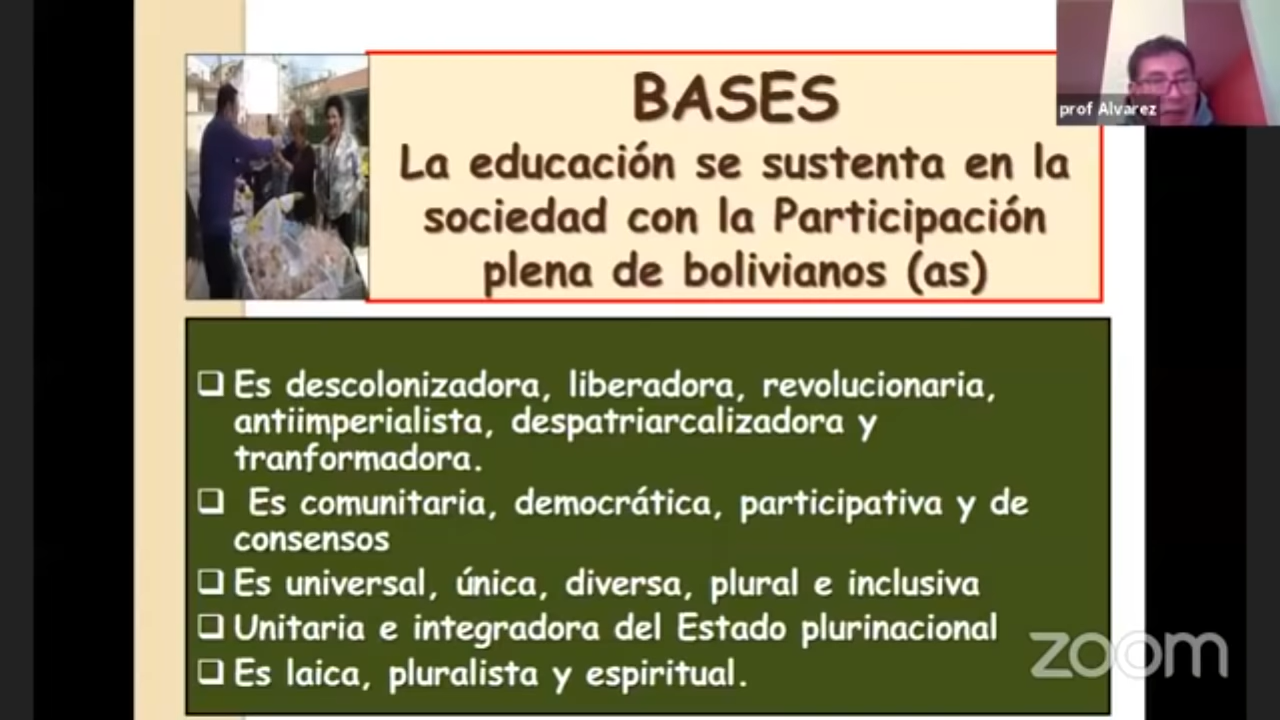 BASES
La educación se sustenta en la
sociedad con la Participación
plena de bolivianos (as)
prof Alvarez
Es descolonizadora, liberadora, revolucionaria,
antiimperialista, despatriarcalizadora y
tranformadora.
Es comunitaria, democrática, participativa y de
consensos
Es universal, única, diversa, plural e inclusiva
Unitaria e integradora del Estado plurinacional
Es laica, pluralista y espiritual.
zoom